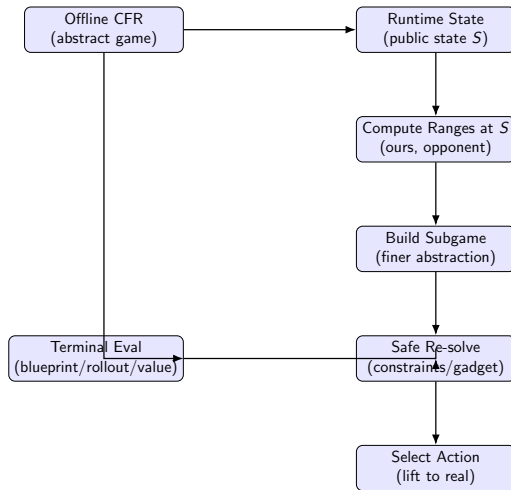 Offline CFR
(abstract game)
Runtime State
(public state S)
Compute Ranges at S
(ours, opponent)
Build Subgame
(finer abstraction)
Terminal Eval
(blueprint/rollout/value)
Safe Re-solve
(constraints/gadget)
Select Action
(lift to real)